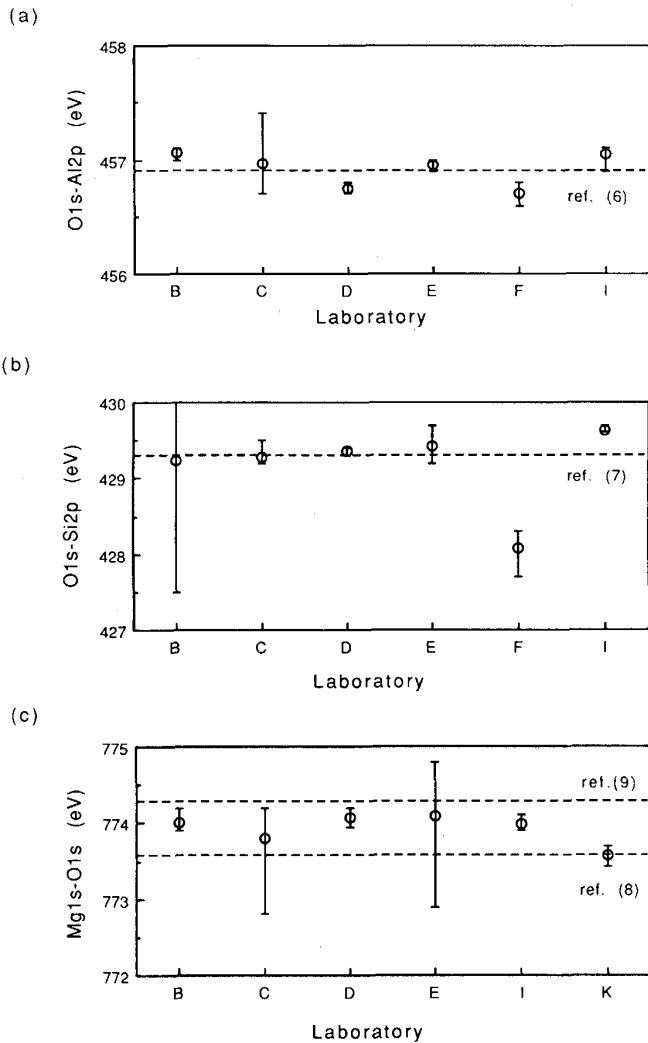 (a)
458
457
456
O1s-Al2p (eV)
ref. (6)
B C D E F I
Laboratory
(b)
430
429
428
427
O1s-Si2p (eV)
ref. (7)
B C D E F I
Laboratory
(c)
775
774
773
772
Mg1s-O1s (eV)
ref.(9)
ref. (8)
B C D E I K
Laboratory